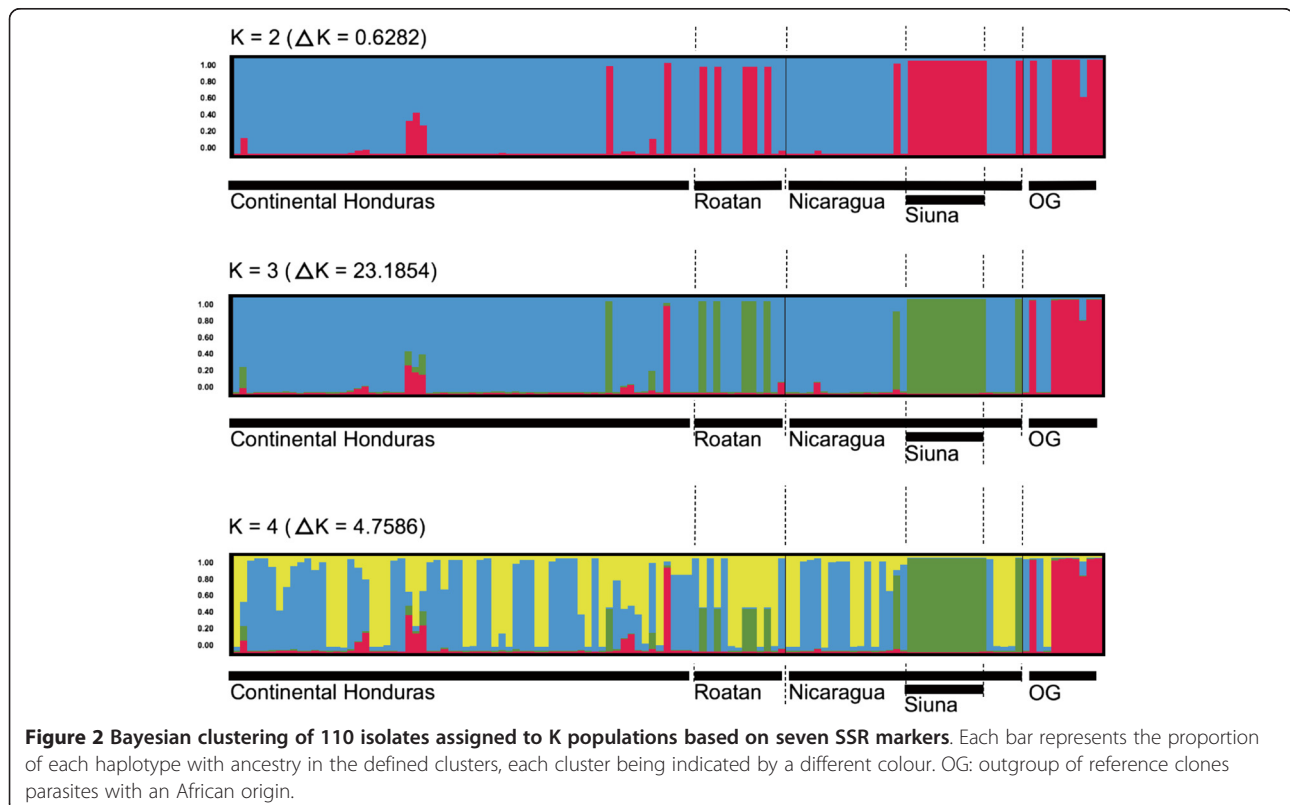 K = 2 (△K = 0.6282)
1.00
0.80
0.60
0.40
0.20
0.00
Continental Honduras
Roatan
Nicaragua
Siuna
OG
K = 3 (△K = 23.1854)
1.00
0.80
0.60
0.40
0.20
0.00
Continental Honduras
Roatan
Nicaragua
Siuna
OG
K = 4 (△K = 4.7586)
1.00
0.80
0.60
0.40
0.20
0.00
Continental Honduras
Roatan
Nicaragua
Siuna
OG
Figure 2 Bayesian clustering of 110 isolates assigned to K populations based on seven SSR markers. Each bar represents the proportion
of each haplotype with ancestry in the defined clusters, each cluster being indicated by a different colour. OG: outgroup of reference clones
parasites with an African origin.